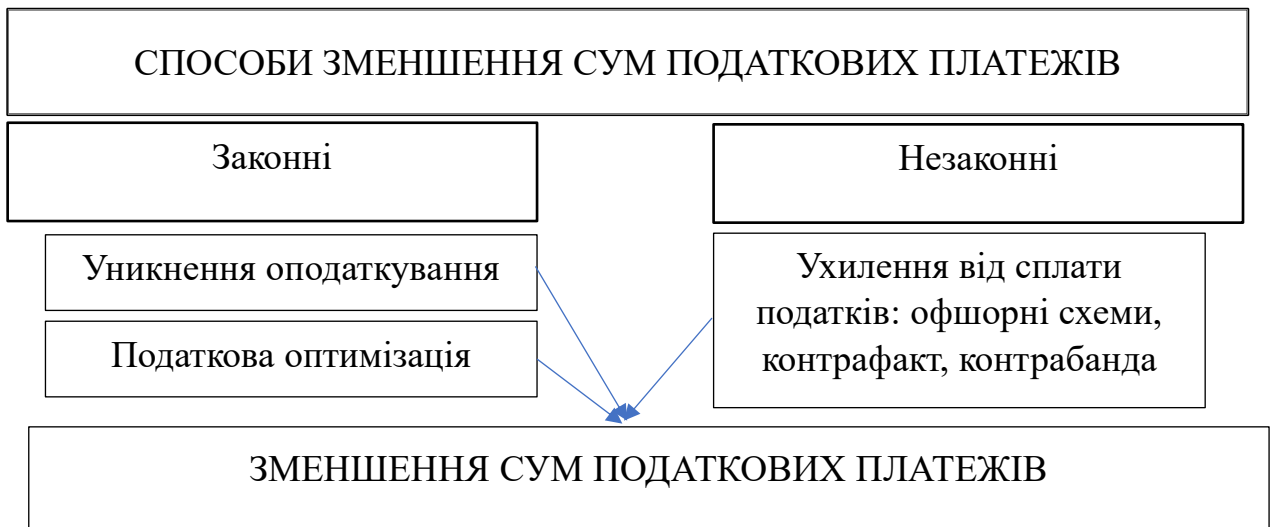 СПОСОБИ ЗМЕНШЕННЯ СУМ ПОДАТКОВИХ ПЛАТЕЖІВ
Законні
Незаконні
Уникнення оподаткування
Податкова оптимізація
Ухилення від сплати
податків: офшорні схеми,
контрафакт, контрабанда
ЗМЕНШЕННЯ СУМ ПОДАТКОВИХ ПЛАТЕЖІВ